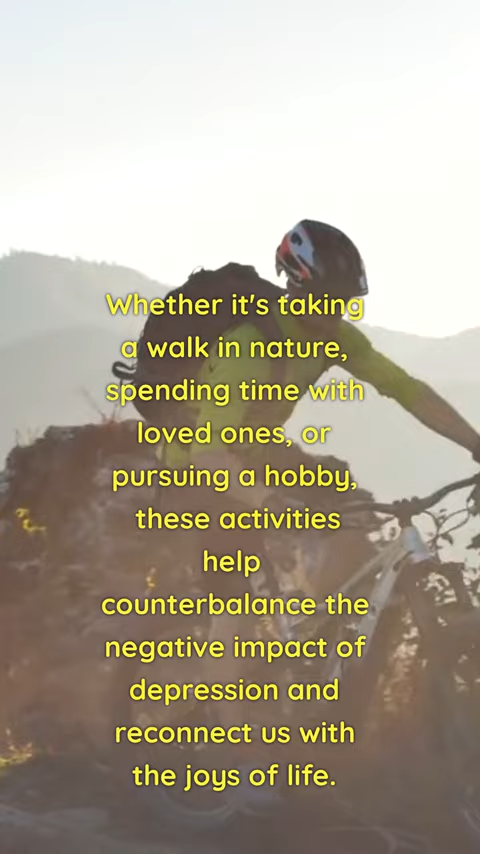 Whether it's taking
a walk in nature,
spending time with
loved ones, or
pursuing a hobby,
these activities
help
counterbalance the
negative impact of
depression and
reconnect us with
the joys of life.